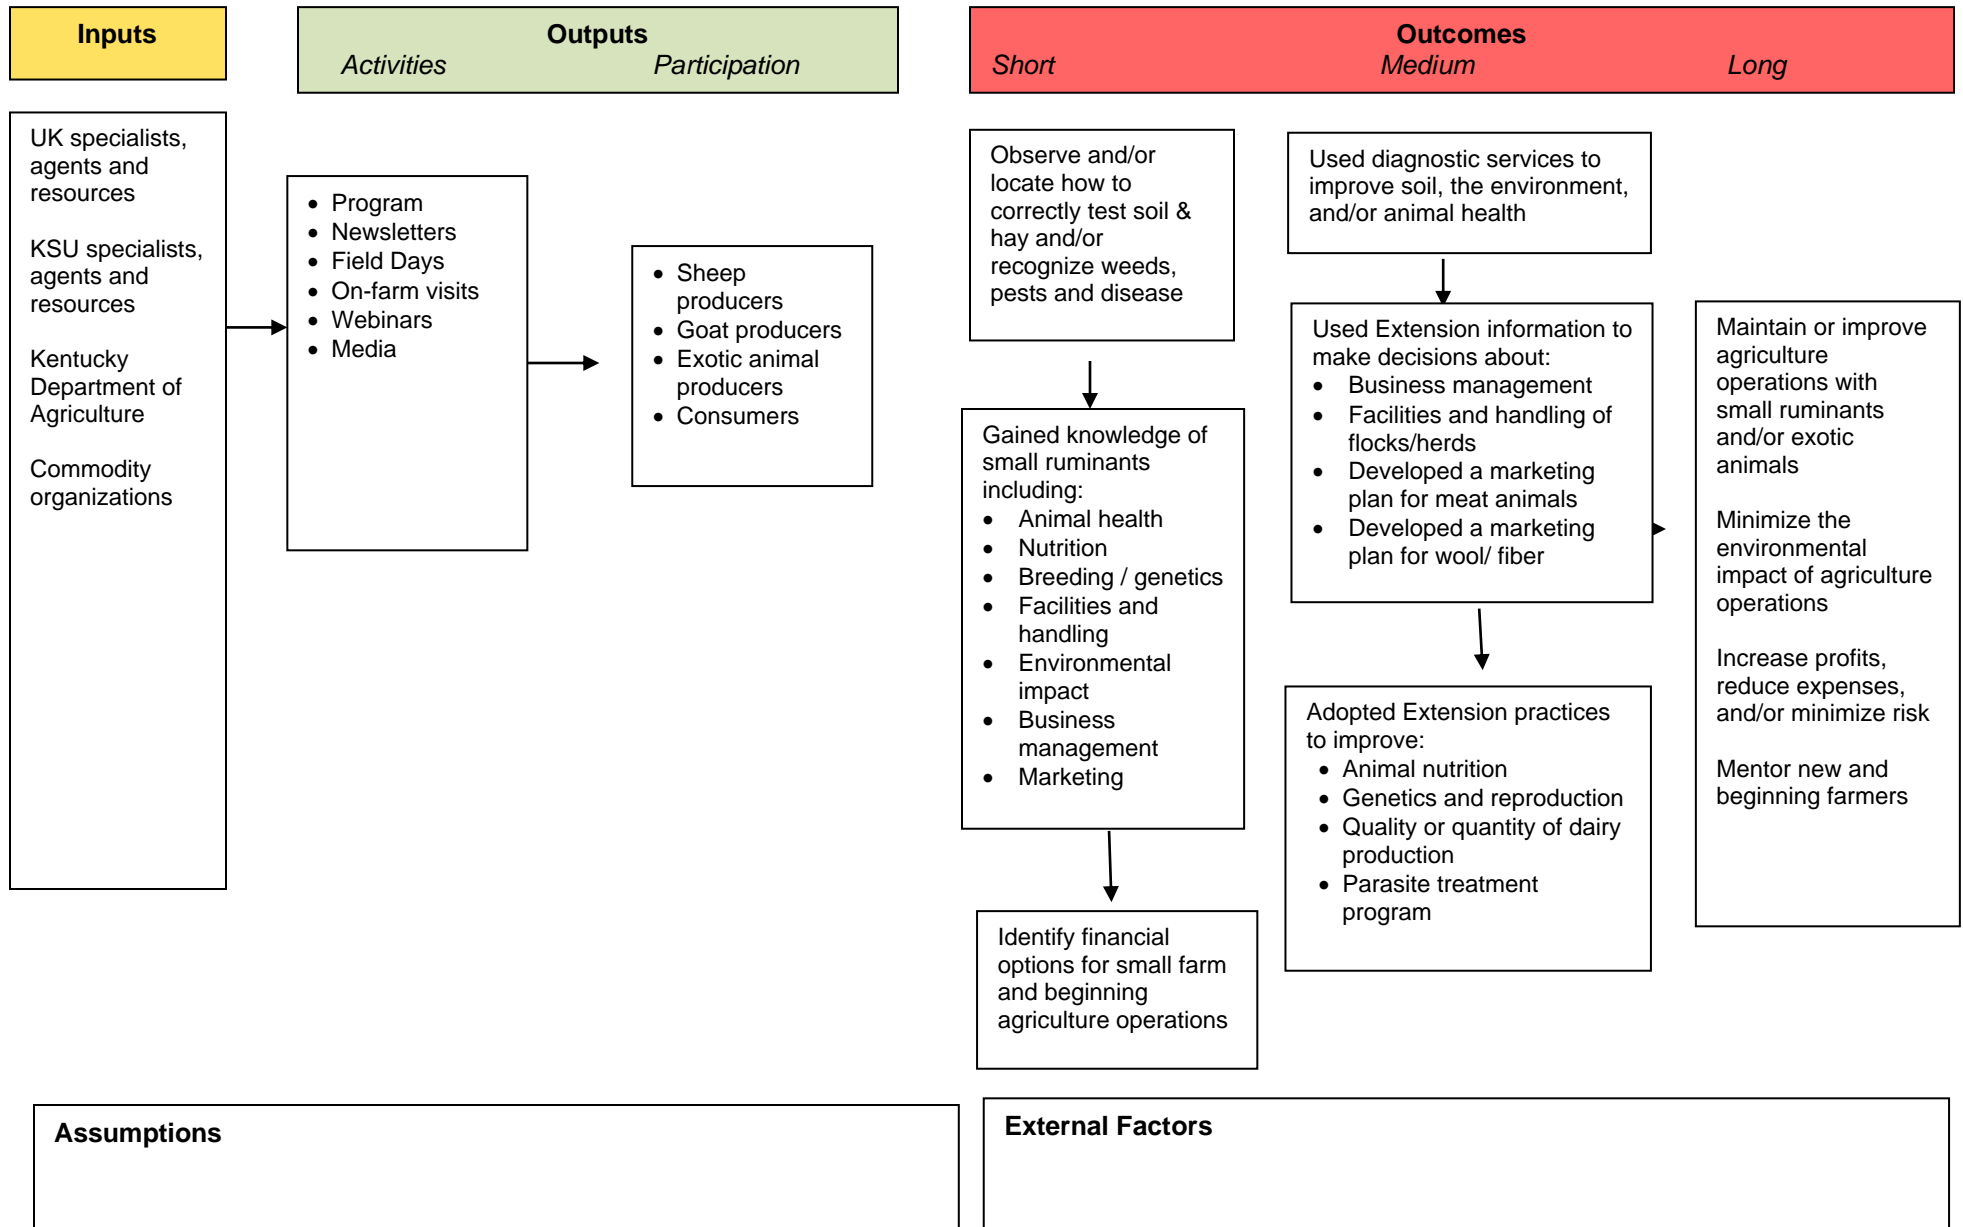 Inputs
Outputs
Activities Participation
Outcomes
Short Medium Long
UK specialists,
agents and
resources
KSU specialists,
agents and
resources
Kentucky
Department of
Agriculture
Commodity
organizations
• Program
• Newsletters
• Field Days
• On-farm visits
• Webinars
• Media
• Sheep
producers
• Goat producers
• Exotic animal
producers
• Consumers
Observe and/or
locate how to
correctly test soil &
hay and/or
recognize weeds,
pests and disease
Gained knowledge of
small ruminants
including:
• Animal health
• Nutrition
• Breeding / genetics
• Facilities and
handling
• Environmental
impact
• Business
management
• Marketing
Identify financial
options for small farm
and beginning
agriculture operations
Used diagnostic services to
improve soil, the environment,
and/or animal health
Used Extension information to
make decisions about:
• Business management
• Facilities and handling of
flocks/herds
• Developed a marketing
plan for meat animals
• Developed a marketing
plan for wool/ fiber
Adopted Extension practices
to improve:
• Animal nutrition
• Genetics and reproduction
• Quality or quantity of dairy
production
• Parasite treatment
program
Maintain or improve
agriculture
operations with
small ruminants
and/or exotic
animals
Minimize the
environmental
impact of agriculture
operations
Increase profits,
reduce expenses,
and/or minimize risk
Mentor new and
beginning farmers
Assumptions
External Factors